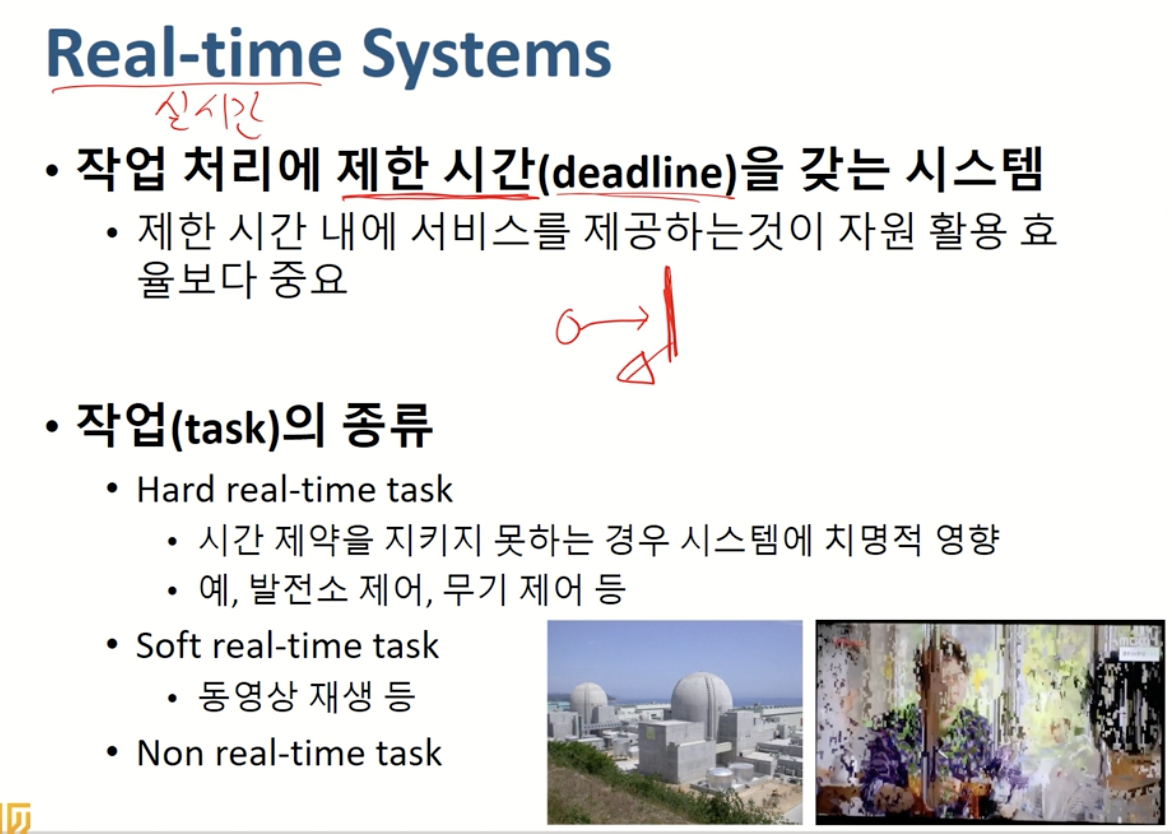 Real-time Systems
실시간
• 작업 처리에 제한 시간(deadline)을 갖는 시스템
• 제한 시간 내에 서비스를 제공하는것이 자원 활용 효
율보다 중요
• 작업(task)의 종류
• Hard real-time task
• 시간 제약을 지키지 못하는 경우 시스템에 치명적 영향
• 예, 발전소 제어, 무기 제어 등
• Soft real-time task
• 동영상 재생 등
• Non real-time task